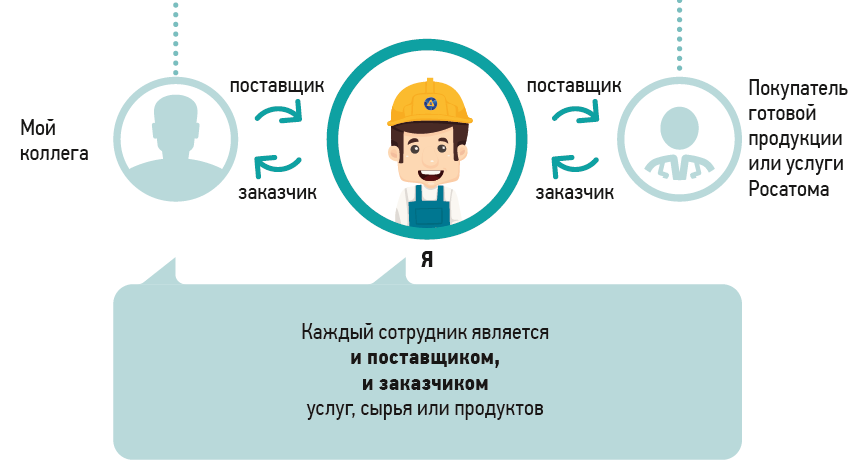 Мой
коллега
поставщик
заказчик
Я
поставщик
заказчик
Покупатель
готовой
продукции
или услуги
Росатома
Каждый сотрудник является
и поставщиком,
и заказчиком
услуг, сырья или продуктов